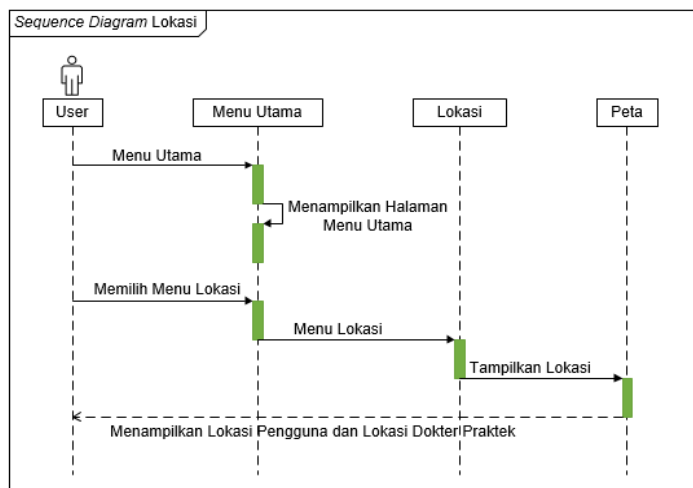 Sequence Diagram Lokasi
User
Menu Utama
Lokasi
Peta
Menu Utama
Menampilkan Halaman
Menu Utama
Memilih Menu Lokasi
Menu Lokasi
Tampilkan Lokasi
Menampilkan Lokasi Pengguna dan Lokasi Dokter Praktek